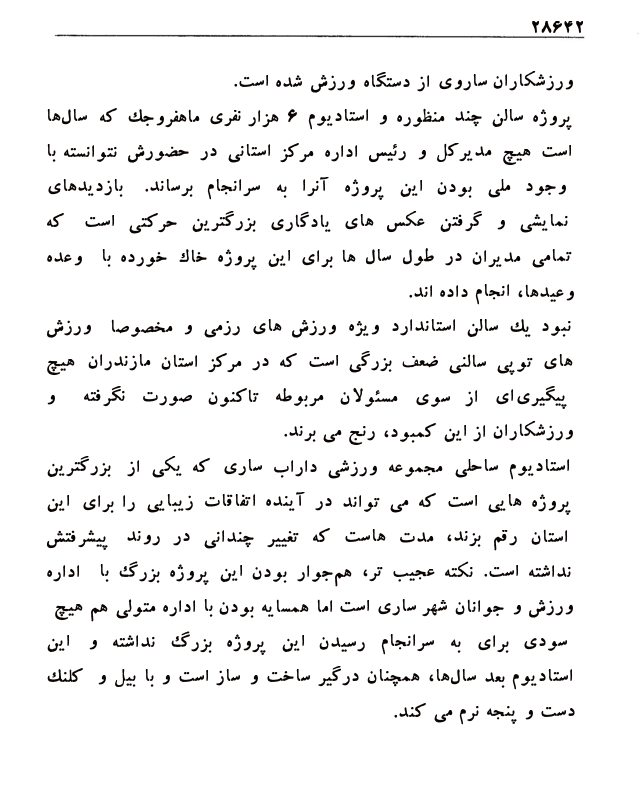 ۲۸۶۴۲
ورزشکاران ساروی از دستگاه ورزش شده است.
پروژه سالن چند منظوره و استادیوم ۶ هزار نفری ماهفروجك که سال‌ها
است هیچ مدیرکل و رئیس اداره مرکز استانی در حضورش نتوانسته با
وجود ملی بودن این پروژه آنرا به سرانجام برساند. بازدیدهای
نمایشی و گرفتن عکس های یادگاری بزرگترین حرکتی است که
تمامی مدیران در طول سال ها برای این پروژه خاك خورده با وعده
وعیدها، انجام داده اند.
نبود یك سالن استاندارد ویژه ورزش های رزمی و مخصوصا ورزش
های توپی سالنی ضعف بزرگی است که در مرکز استان مازندران هیچ
پیگیری‌ای از سوی مسئولان مربوطه تاکنون صورت نگرفته و
ورزشکاران از این کمبود، رنج می برند.
استادیوم ساحلی مجموعه ورزشی داراب ساری که یکی از بزرگترین
پروژه هایی است که می تواند در آینده اتفاقات زیبایی را برای این
استان رقم بزند، مدت هاست که تغییر چندانی در روند پیشرفتش
نداشته است. نکته عجیب تر، هم‌جوار بودن این پروژه بزرگ با اداره
ورزش و جوانان شهر ساری است اما همسایه بودن با اداره متولی هم هیچ
سودی برای به سرانجام رسیدن این پروژه بزرگ نداشته و این
استادیوم بعد سال‌ها، همچنان درگیر ساخت و ساز است و با بیل و کلنك
دست و پنجه نرم می کند.